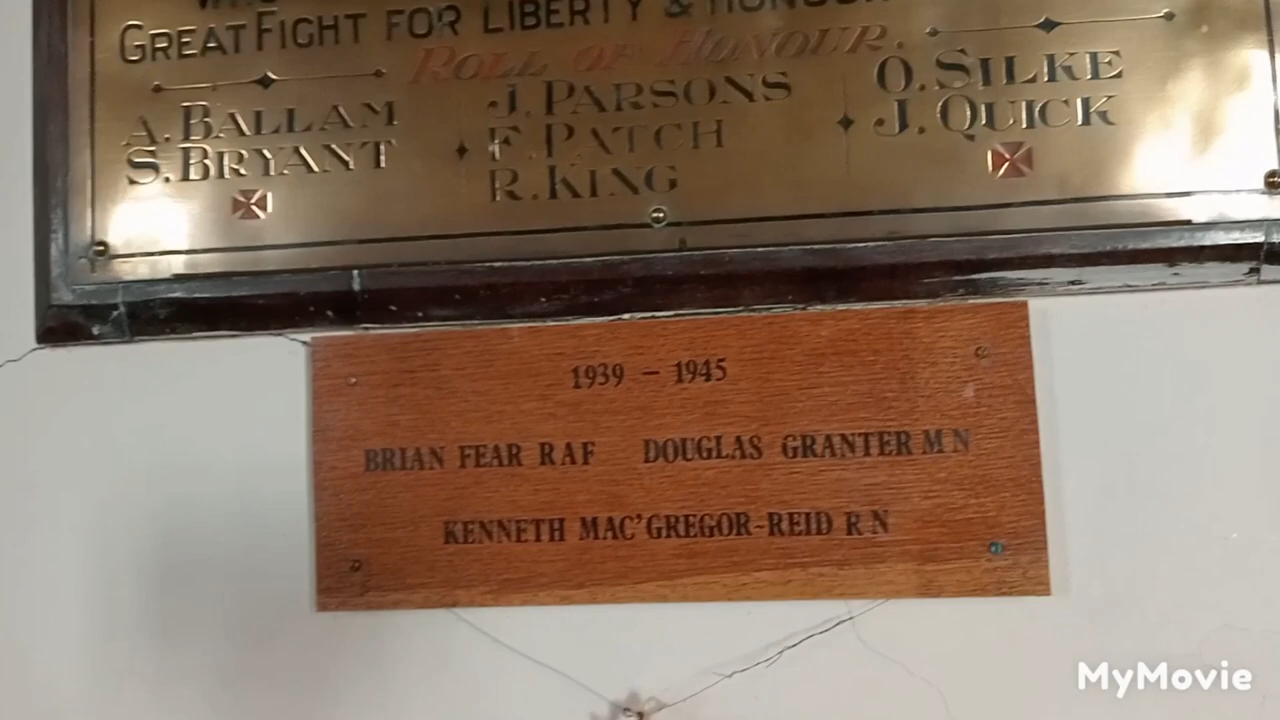 GREAT FIGHT FOR LIBERTY & HONOUR
ROLL OF HONOUR.
A. BALLAM
S. BRYANT
J. PARSONS
F. PATCH
R. KING
O. SILKE
J. QUICK
1939 – 1945
BRIAN FEAR RAF DOUGLAS GRANTER M N
KENNETH MAC'GREGOR-REID R N
MyMovie